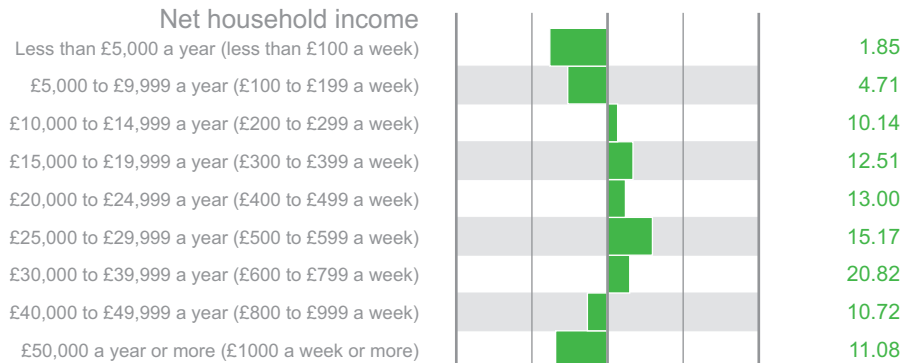 Net household income
Less than £5,000 a year (less than £100 a week) 1.85
£5,000 to £9,999 a year (£100 to £199 a week) 4.71
£10,000 to £14,999 a year (£200 to £299 a week) 10.14
£15,000 to £19,999 a year (£300 to £399 a week) 12.51
£20,000 to £24,999 a year (£400 to £499 a week) 13.00
£25,000 to £29,999 a year (£500 to £599 a week) 15.17
£30,000 to £39,999 a year (£600 to £799 a week) 20.82
£40,000 to £49,999 a year (£800 to £999 a week) 10.72
£50,000 a year or more (£1000 a week or more) 11.08